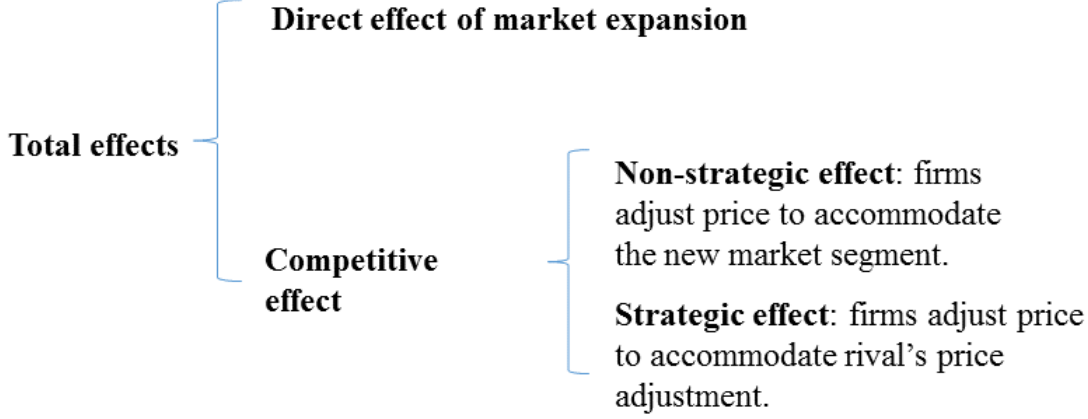 Direct effect of market expansion
Total effects
Competitive
effect
Non-strategic effect: firms
adjust price to accommodate
the new market segment.
Strategic effect: firms adjust price
to accommodate rival’s price
adjustment.